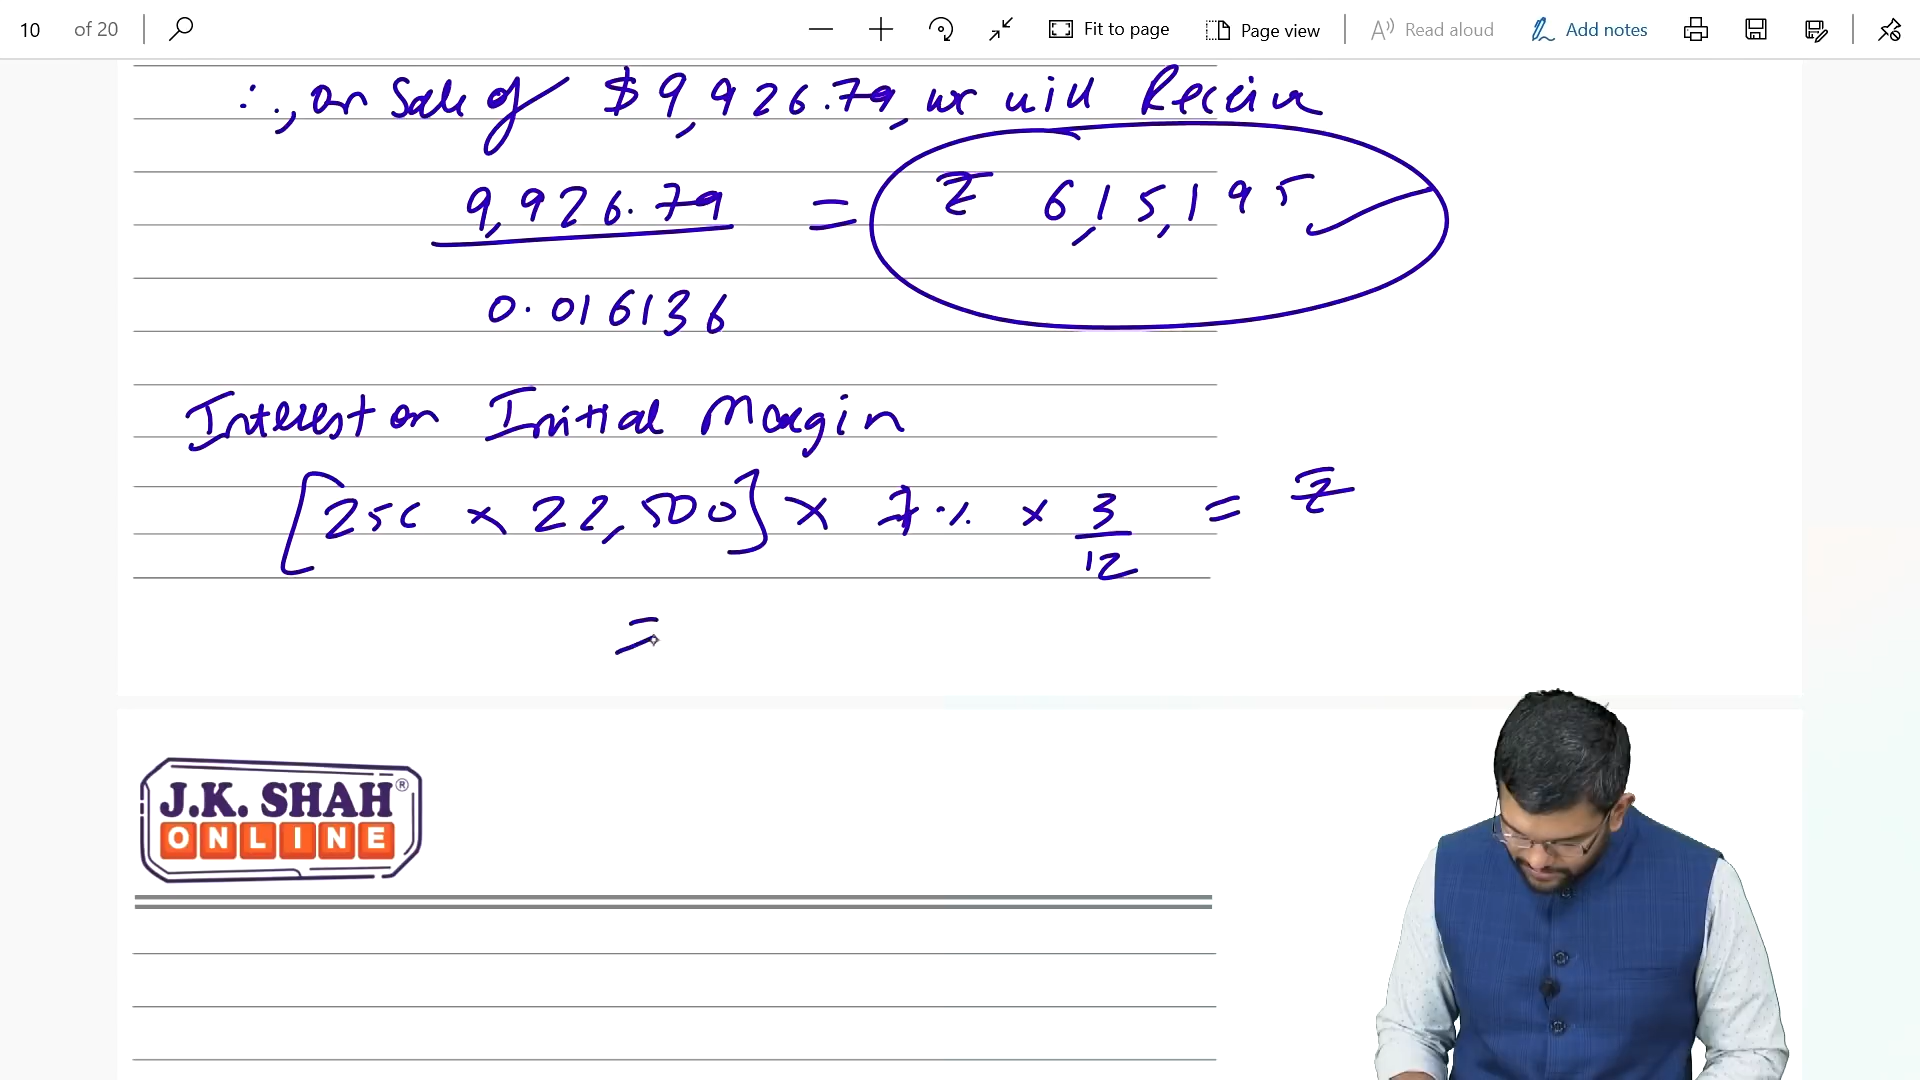 10 of 20 Fit to page Page view Read aloud Add notes
∴, on Sale of $9,926.79, we will Receive
9,926.79 = ₹ 6,15,195
0.016136
Interest on Initial Margin
[256 × 22,500] × 7% × 3/12 = ₹
=
J.K. SHAH®
ONLINE